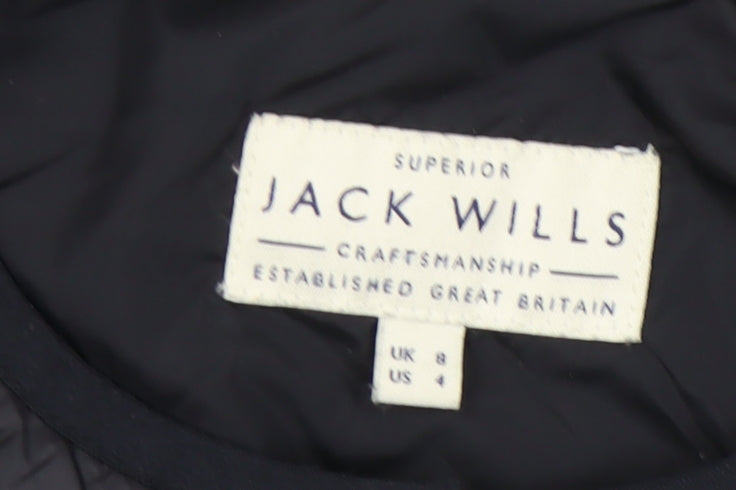 SUPERIOR
JACK WILLS
CRAFTSMANSHIP
ESTABLISHED GREAT BRITAIN
UK 8
US 4